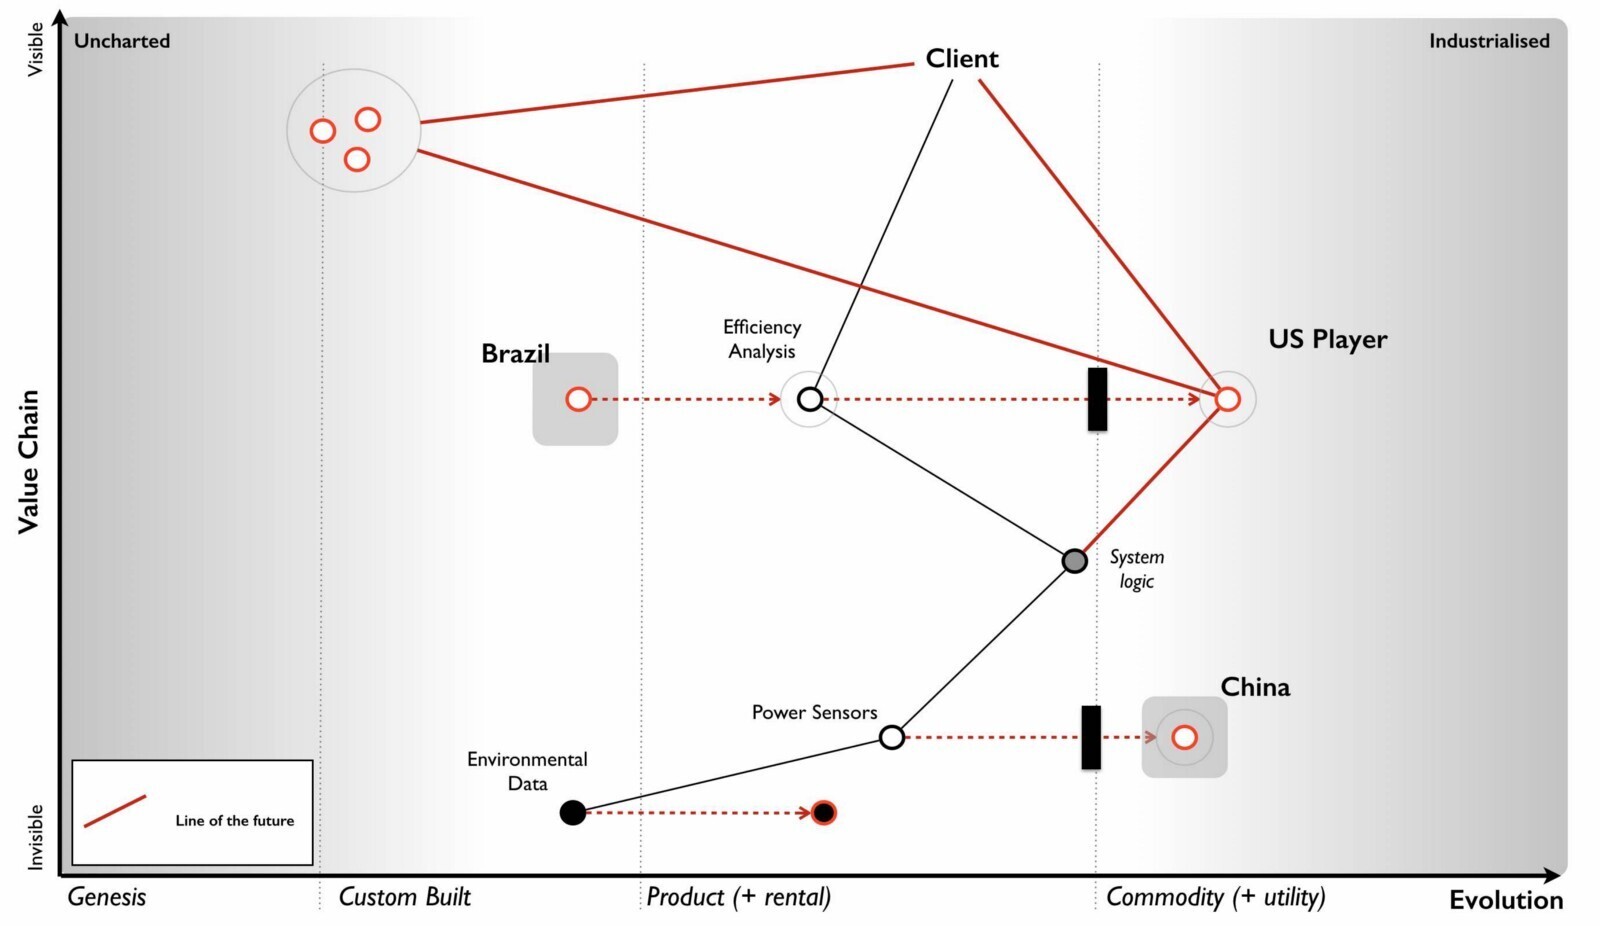 Visible
Uncharted
Industrialised
Client
Efficiency
Analysis
Brazil
US Player
Value Chain
System
logic
China
Power Sensors
Environmental
Data
Line of the future
Invisible
Genesis
Custom Built
Product (+ rental)
Commodity (+ utility)
Evolution